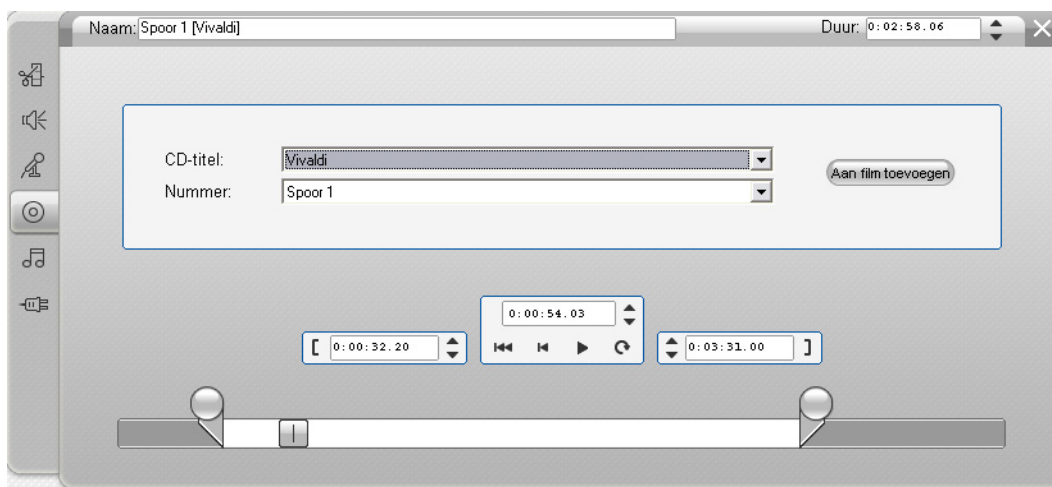 Naam: Spoor 1 [Vivaldi] Duur: 0:02:58.06
CD-titel: Vivaldi
Aan film toevoegen
Nummer: Spoor 1
0:00:54.03
[ 0:00:32.20
0:03:31.00 ]